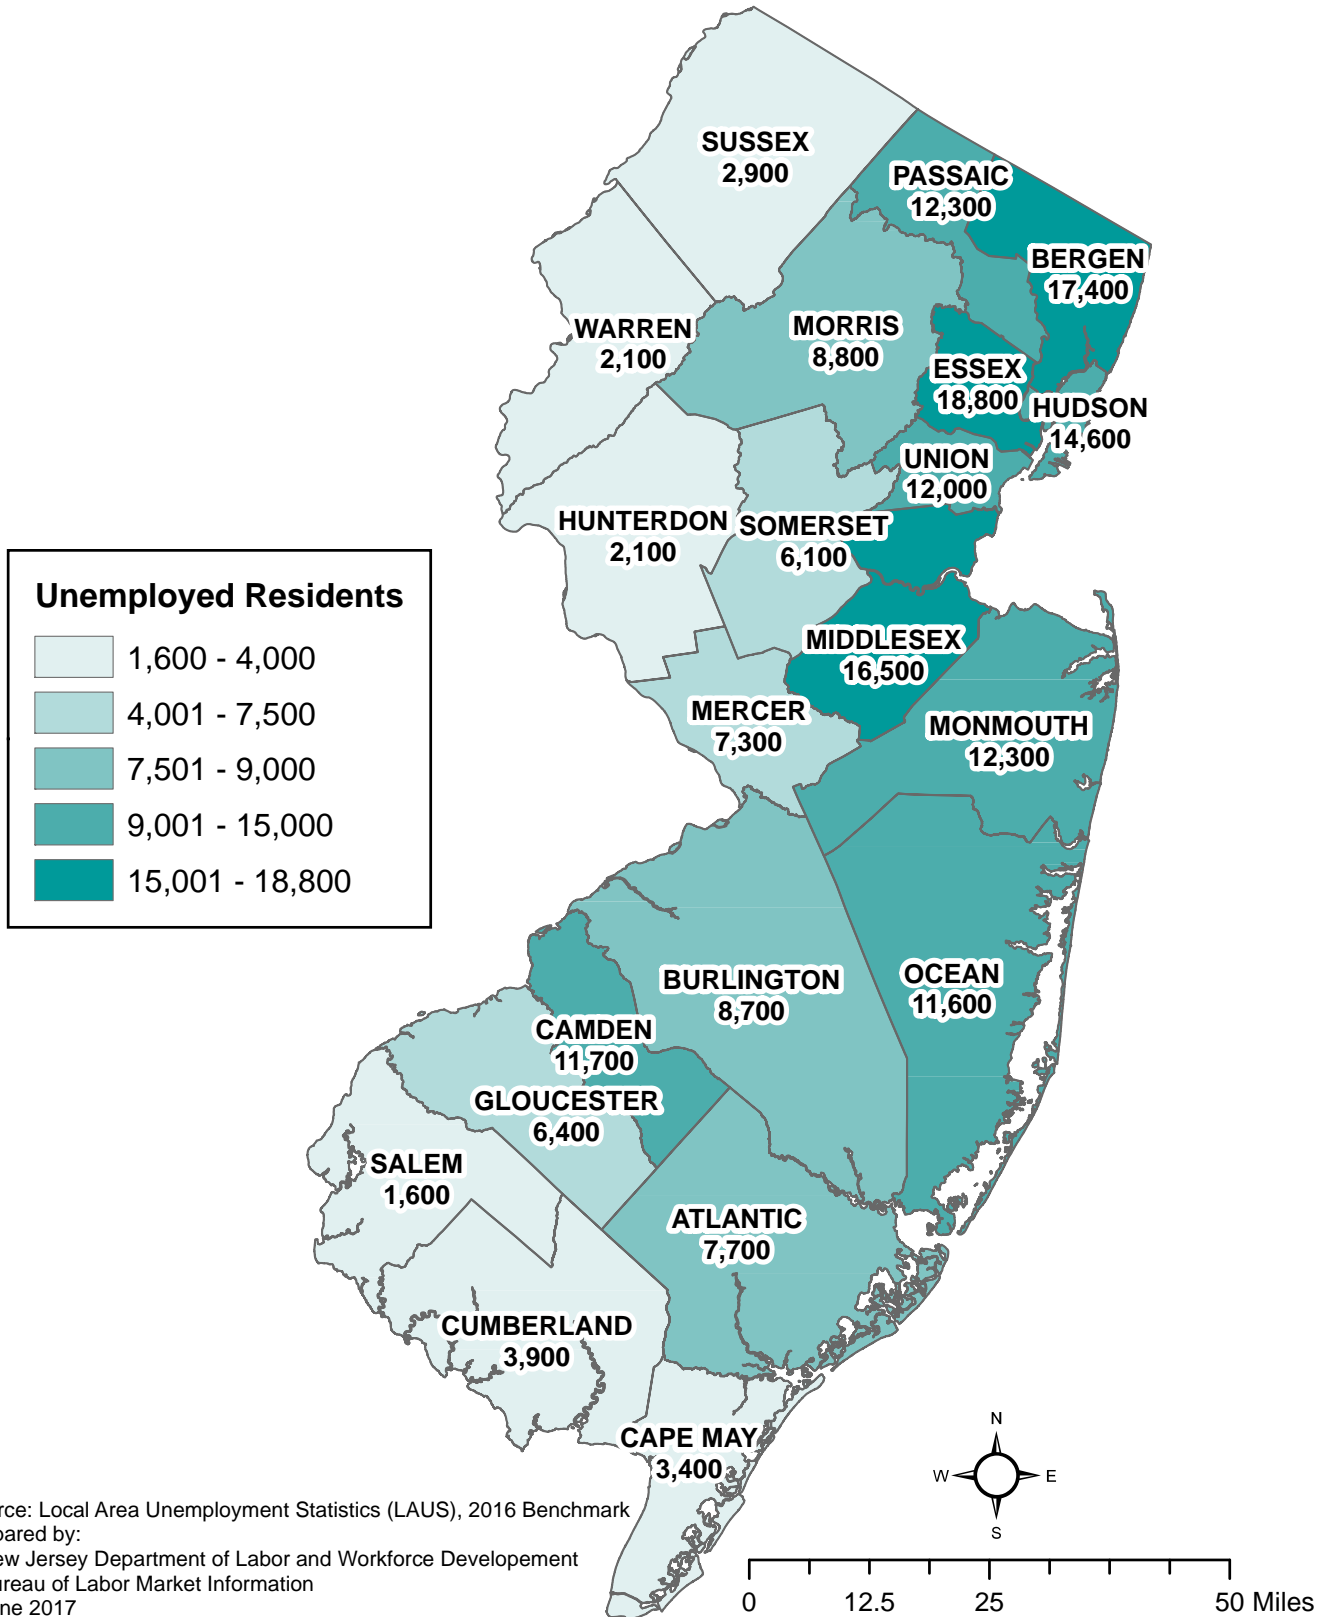 SUSSEX
2,900
PASSAIC
12,300
BERGEN
17,400
WARREN
2,100
MORRIS
8,800
ESSEX
18,800
HUDSON
14,600
UNION
12,000
HUNTERDON
2,100
SOMERSET
6,100
MIDDLESEX
16,500
MERCER
7,300
MONMOUTH
12,300
Unemployed Residents
1,600 - 4,000
4,001 - 7,500
7,501 - 9,000
9,001 - 15,000
15,001 - 18,800
BURLINGTON
8,700
OCEAN
11,600
CAMDEN
11,700
GLOUCESTER
6,400
SALEM
1,600
ATLANTIC
7,700
CUMBERLAND
3,900
CAPE MAY
3,400
N
W E
S
rce: Local Area Unemployment Statistics (LAUS), 2016 Benchmark
pared by:
ew Jersey Department of Labor and Workforce Developement
ureau of Labor Market Information
ne 2017
0 12.5 25 50 Miles